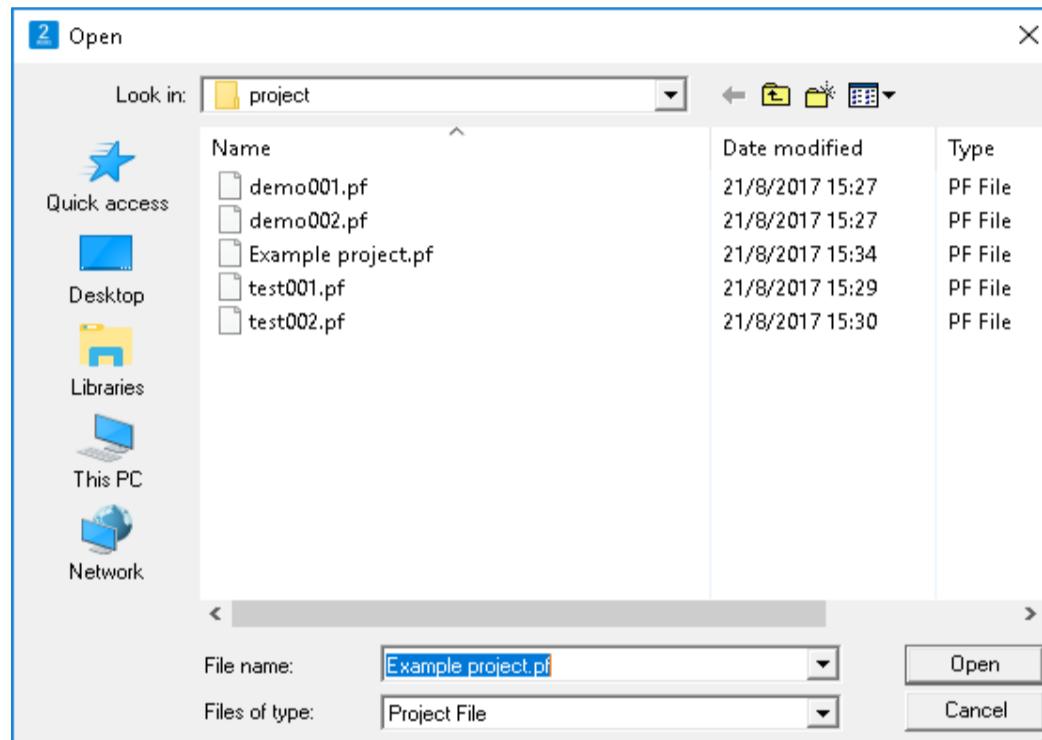 2 Open
Look in: project
Name Date modified Type
demo001.pf 21/8/2017 15:27 PF File
demo002.pf 21/8/2017 15:27 PF File
Example project.pf 21/8/2017 15:34 PF File
test001.pf 21/8/2017 15:29 PF File
test002.pf 21/8/2017 15:30 PF File
Quick access
Desktop
Libraries
This PC
Network
File name: Example project.pf Open
Files of type: Project File Cancel